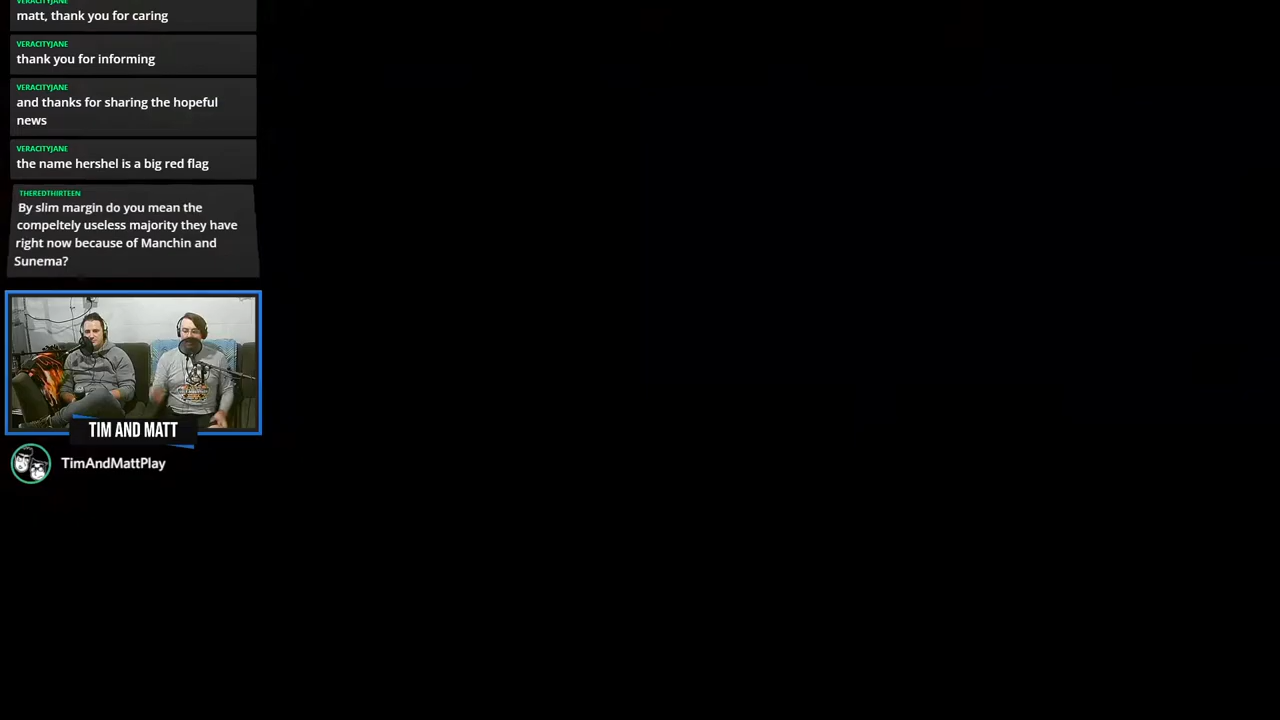 VERACITYJANE
matt, thank you for caring
VERACITYJANE
thank you for informing
VERACITYJANE
and thanks for sharing the hopeful
news
VERACITYJANE
the name hershel is a big red flag
THEREDTHIRTEEN
By slim margin do you mean the
compeltely useless majority they have
right now because of Manchin and
Sunema?
TIM AND MATT
TimAndMattPlay